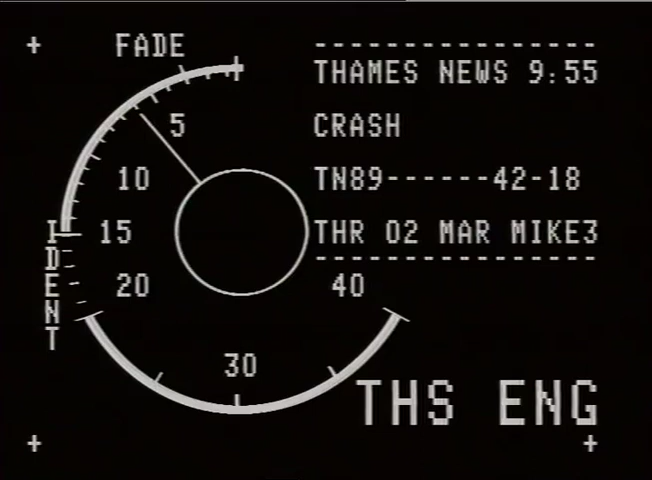 FADE
THAMES NEWS 9:55
CRASH
TN89------42-18
THR 02 MAR MIKE3
5
10
15
20
30
40
IDENT
THS ENG